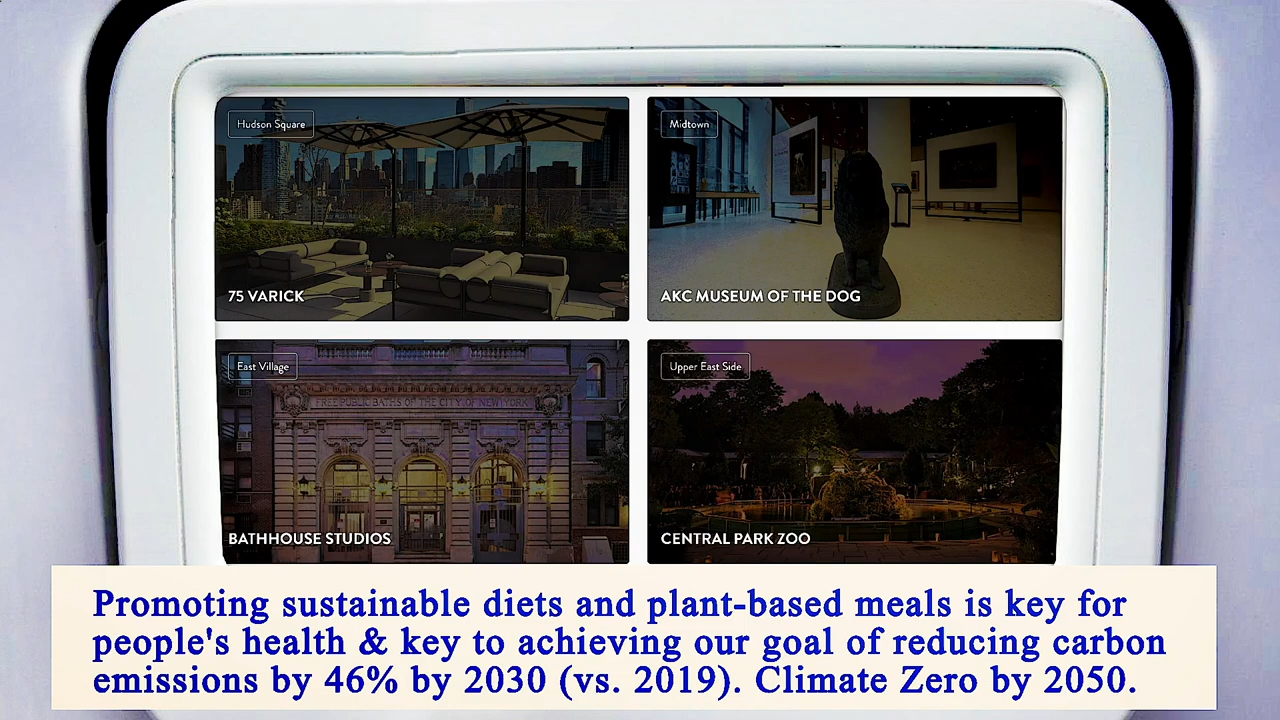 Hudson Square
75 VARICK
Midtown
AKC MUSEUM OF THE DOG
East Village
FREE PUBLIC BATHS OF THE CITY OF NEW YORK
BATHHOUSE STUDIOS
Upper East Side
CENTRAL PARK ZOO
Promoting sustainable diets and plant-based meals is key for
people's health & key to achieving our goal of reducing carbon
emissions by 46% by 2030 (vs. 2019). Climate Zero by 2050.